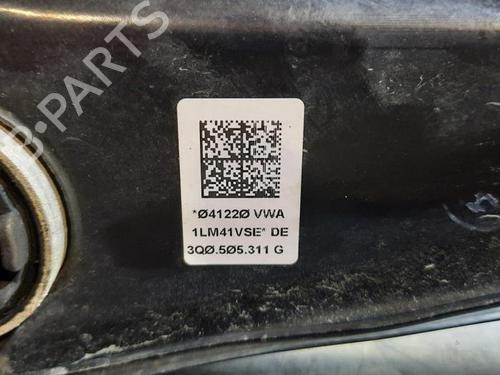 B-PARTS
*Ø4122Ø VWA
1LM41VSE* DE
3QØ.5Ø5.311 G